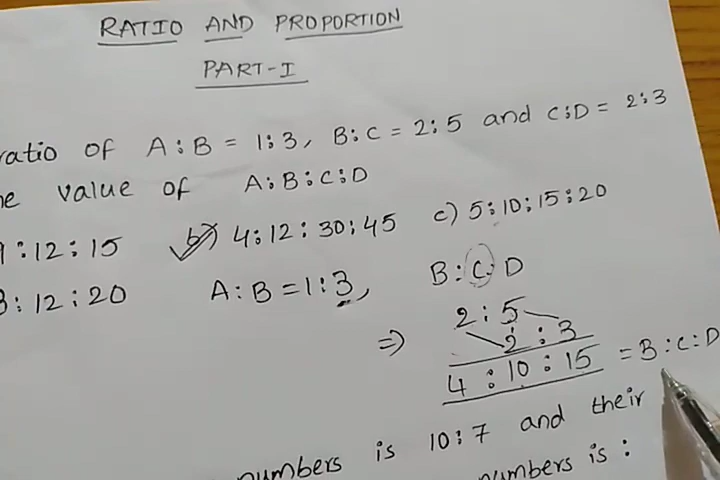 RATIO AND PROPORTION
PART-I
ratio of A:B = 1:3, B:C = 2:5 and C:D = 2:3
value of A:B:C:D
:12:15 b) 4:12:30:45 c) 5:10:15:20
3:12:20 A:B=1:3, B:C:D
2:5
=> 2:3
4:10:15 = B:C:D
numbers is 10:7 and their
numbers is: